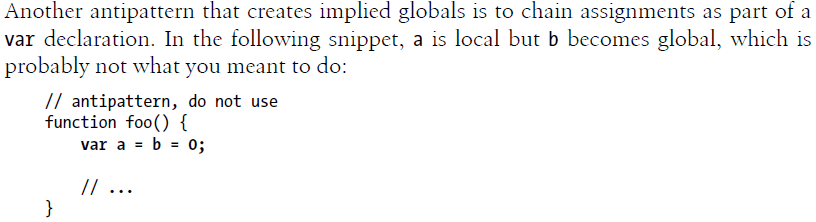 Another antipattern that creates implied globals is to chain assignments as part of a
var declaration. In the following snippet, a is local but b becomes global, which is
probably not what you meant to do:
// antipattern, do not use
function foo() {
    var a = b = 0;
    // ...
}